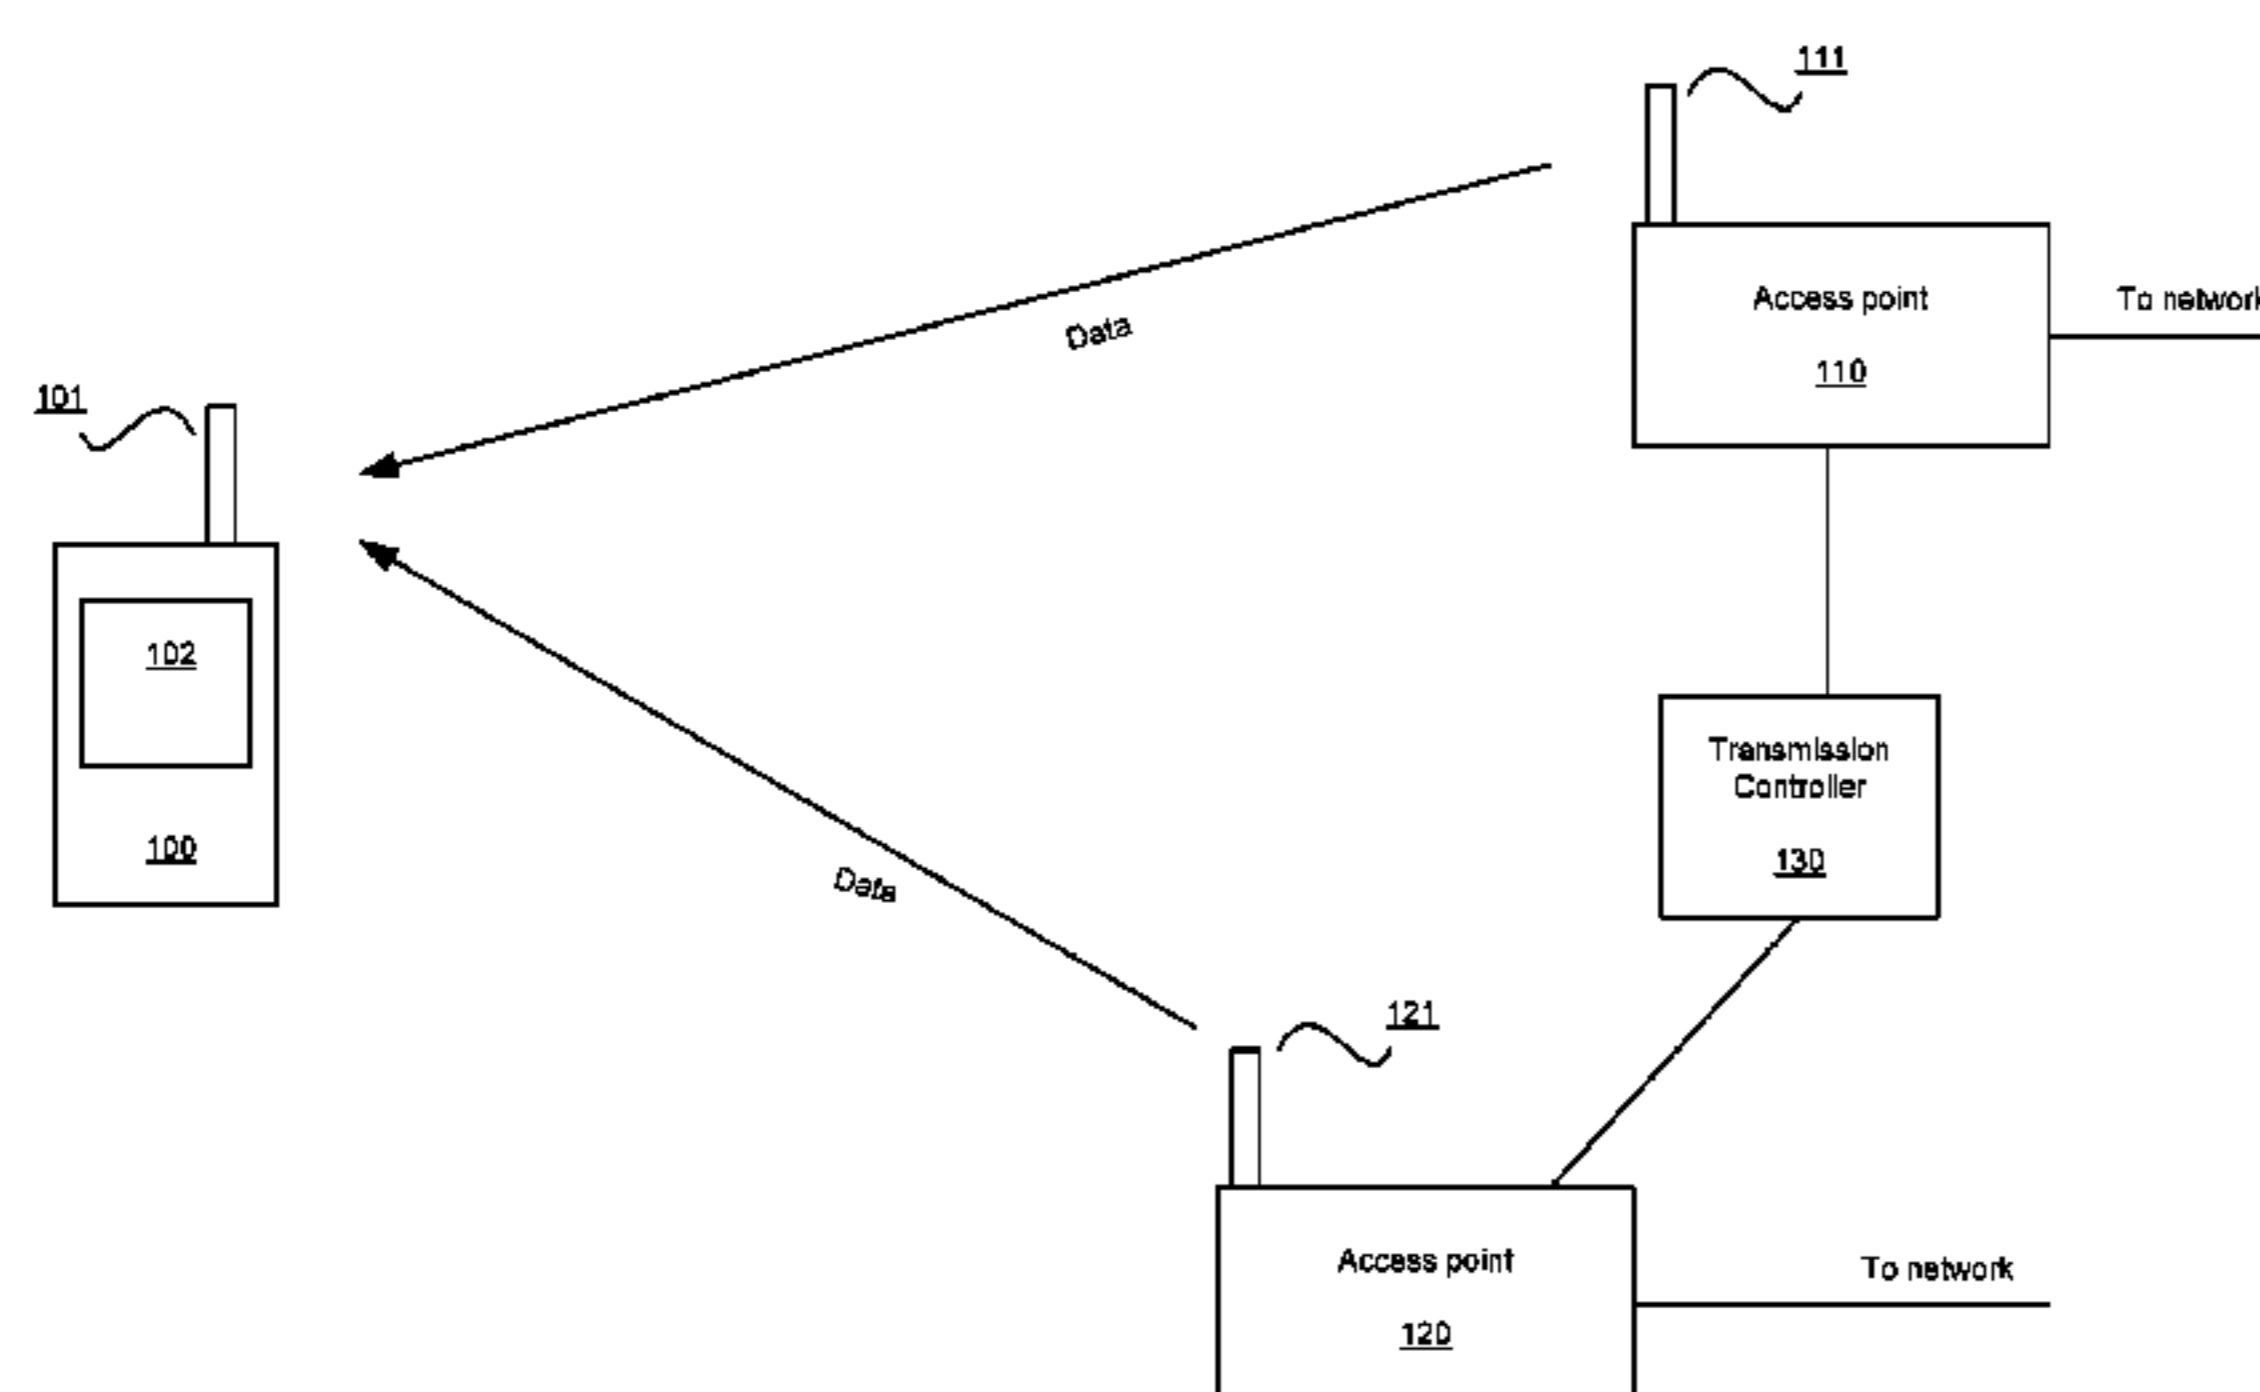 111
Access point
To network
110
Data
101
102
100
Transmission
Controller
130
Data
121
Access point
To network
120